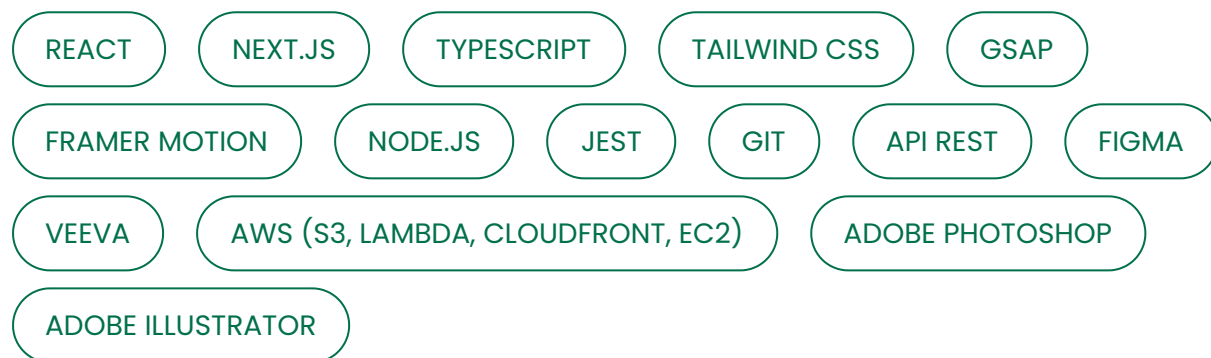 REACT NEXT.JS TYPESCRIPT TAILWIND CSS GSAP
FRAMER MOTION NODE.JS JEST GIT API REST FIGMA
VEEVA AWS (S3, LAMBDA, CLOUDFRONT, EC2) ADOBE PHOTOSHOP
ADOBE ILLUSTRATOR